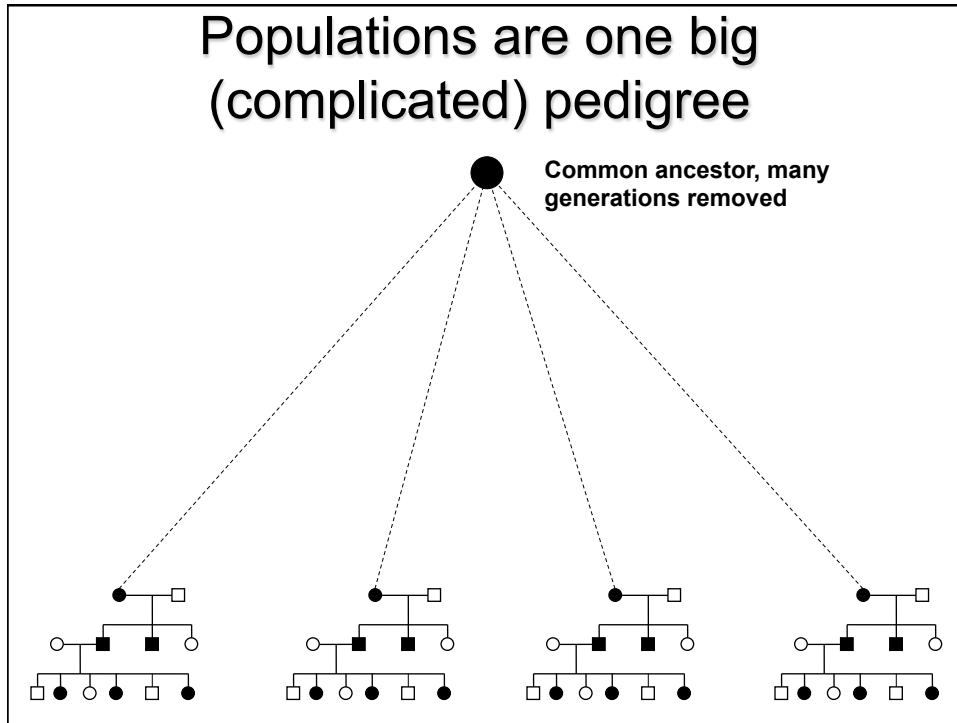 Populations are one big
(complicated) pedigree
Common ancestor, many
generations removed